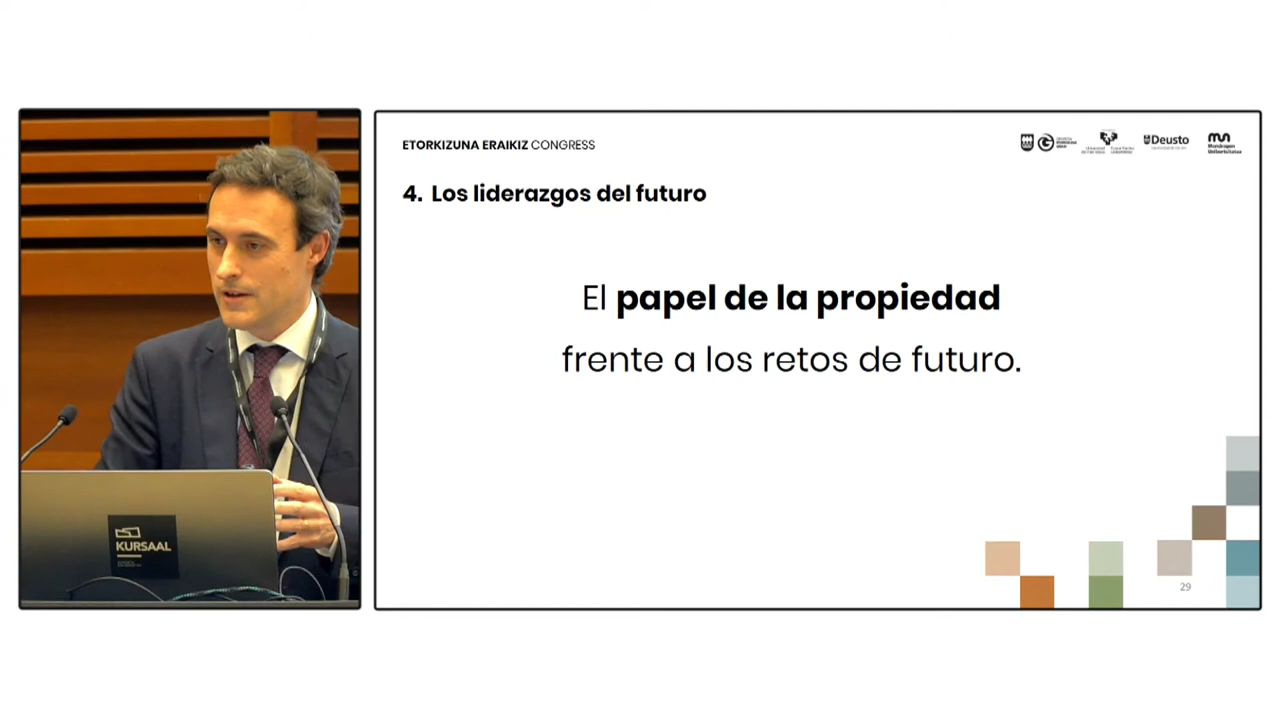 ETORKIZUNA ERAIKIZ CONGRESS
Deusto
4. Los liderazgos del futuro
El papel de la propiedad
frente a los retos de futuro.
29
KURSAAL